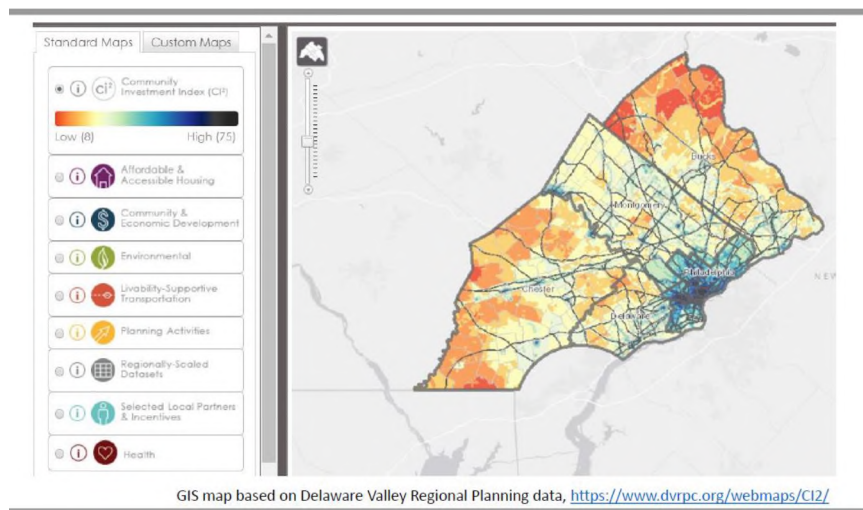 Standard Maps
Custom Maps
CI²
Community
Investment Index (CI²)
Low (8)
High (75)
Affordable &
Accessible Housing
$
Community &
Economic Development
Environmental
Livability-Supportive
Transportation
Planning Activities
Regionally-Scaled
Datasets
Selected Local Partners
& Incentives
Health
Bucks
Montgomery
Philadelphia
NEW
Chester
Delaware
GIS map based on Delaware Valley Regional Planning data, https://www.dvrpc.org/webmaps/CI2/